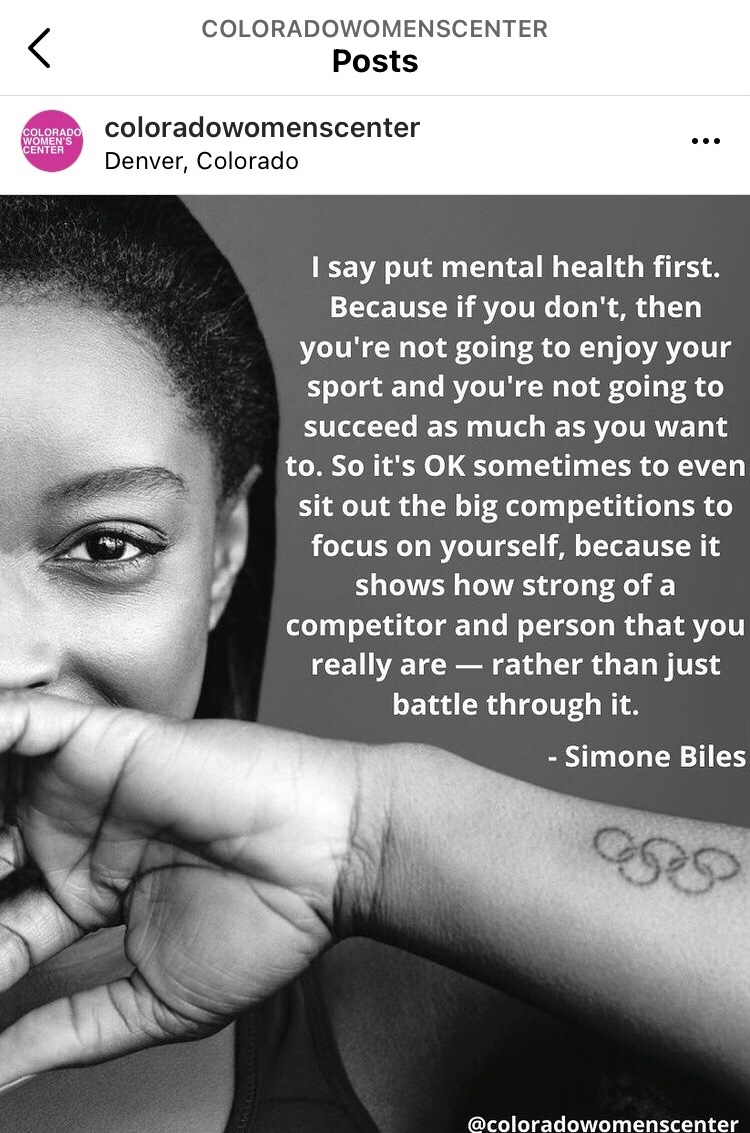 COLORADOWOMENSCENTER
Posts
COLORADO
WOMEN'S
CENTER
coloradowomenscenter
Denver, Colorado
I say put mental health first.
Because if you don't, then
you're not going to enjoy your
sport and you're not going to
succeed as much as you want
to. So it's OK sometimes to even
sit out the big competitions to
focus on yourself, because it
shows how strong of a
competitor and person that you
really are — rather than just
battle through it.
- Simone Biles
@coloradowomenscenter